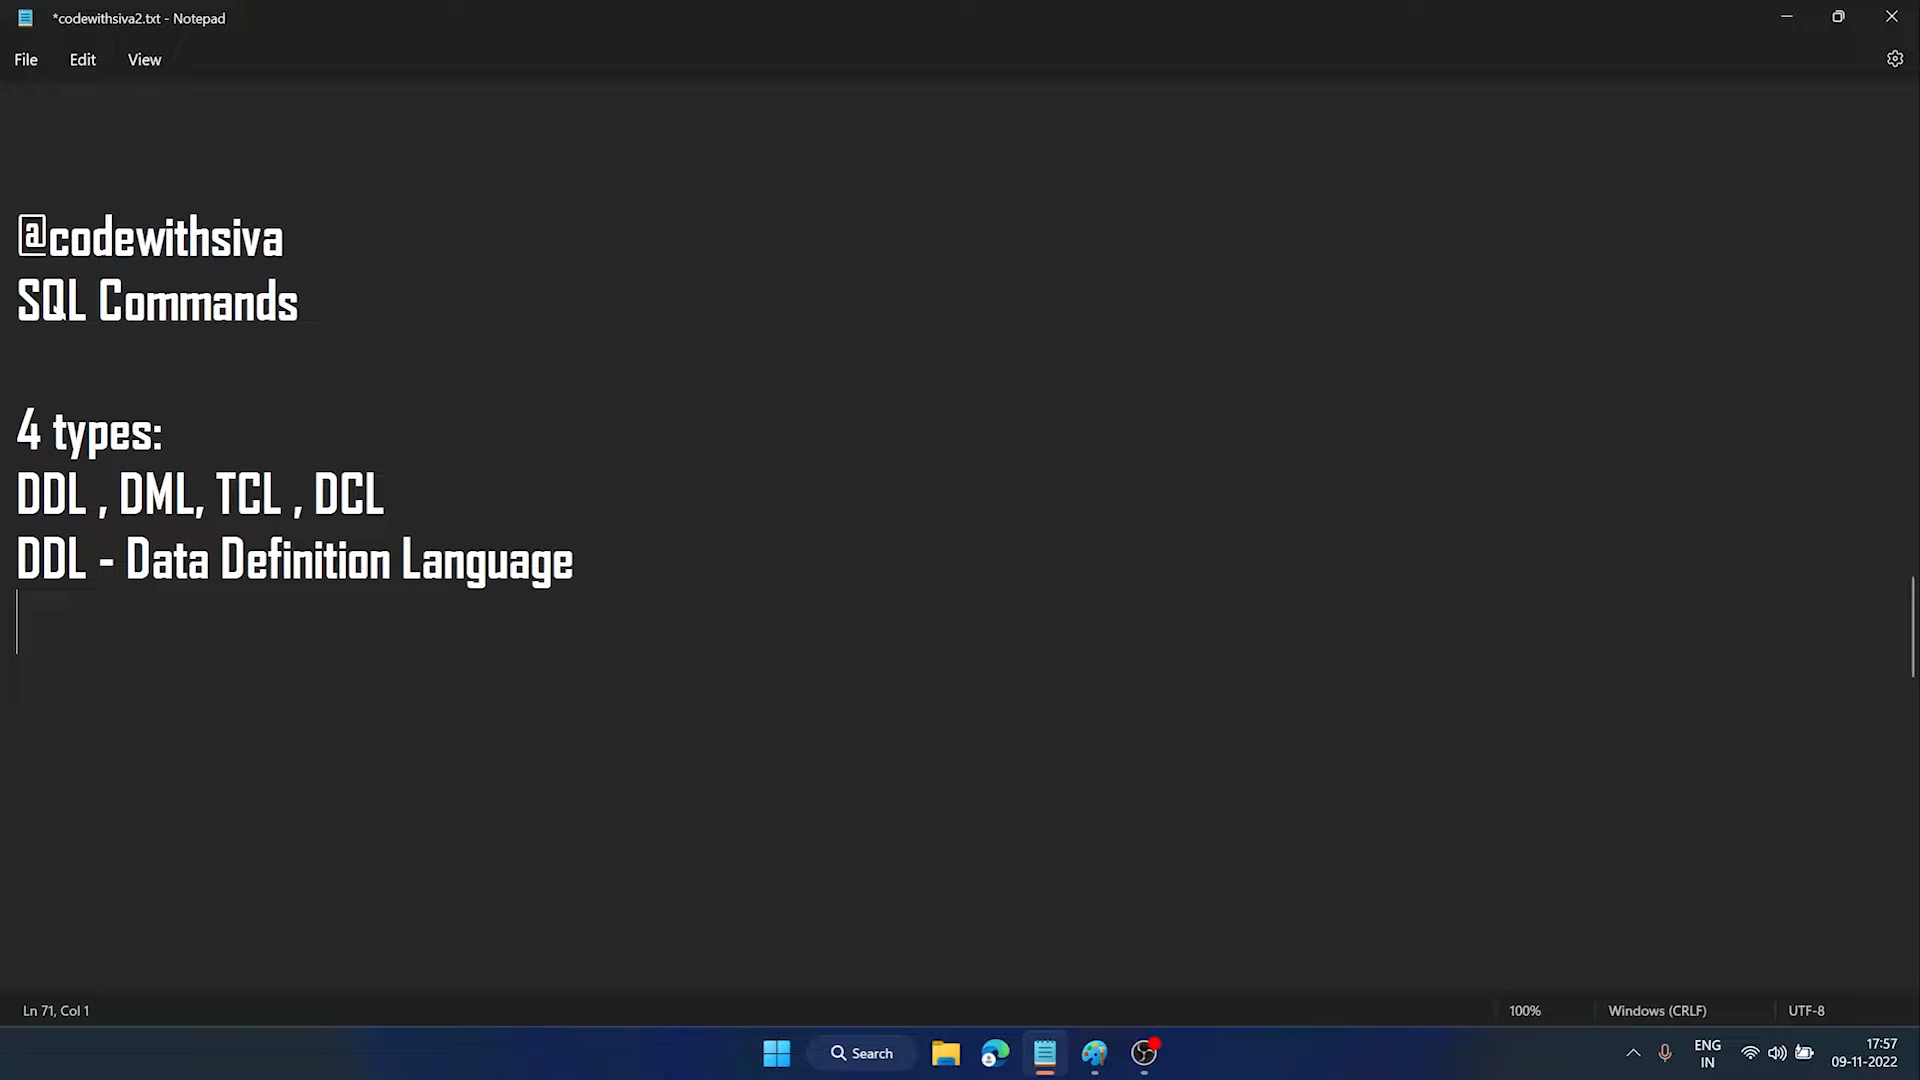 *codewithsiva2.txt - Notepad
File Edit View
@codewithsiva
SQL Commands
4 types:
DDL , DML, TCL , DCL
DDL - Data Definition Language
Ln 71, Col 1 100% Windows (CRLF) UTF-8
Search
ENG
IN
17:57
09-11-2022